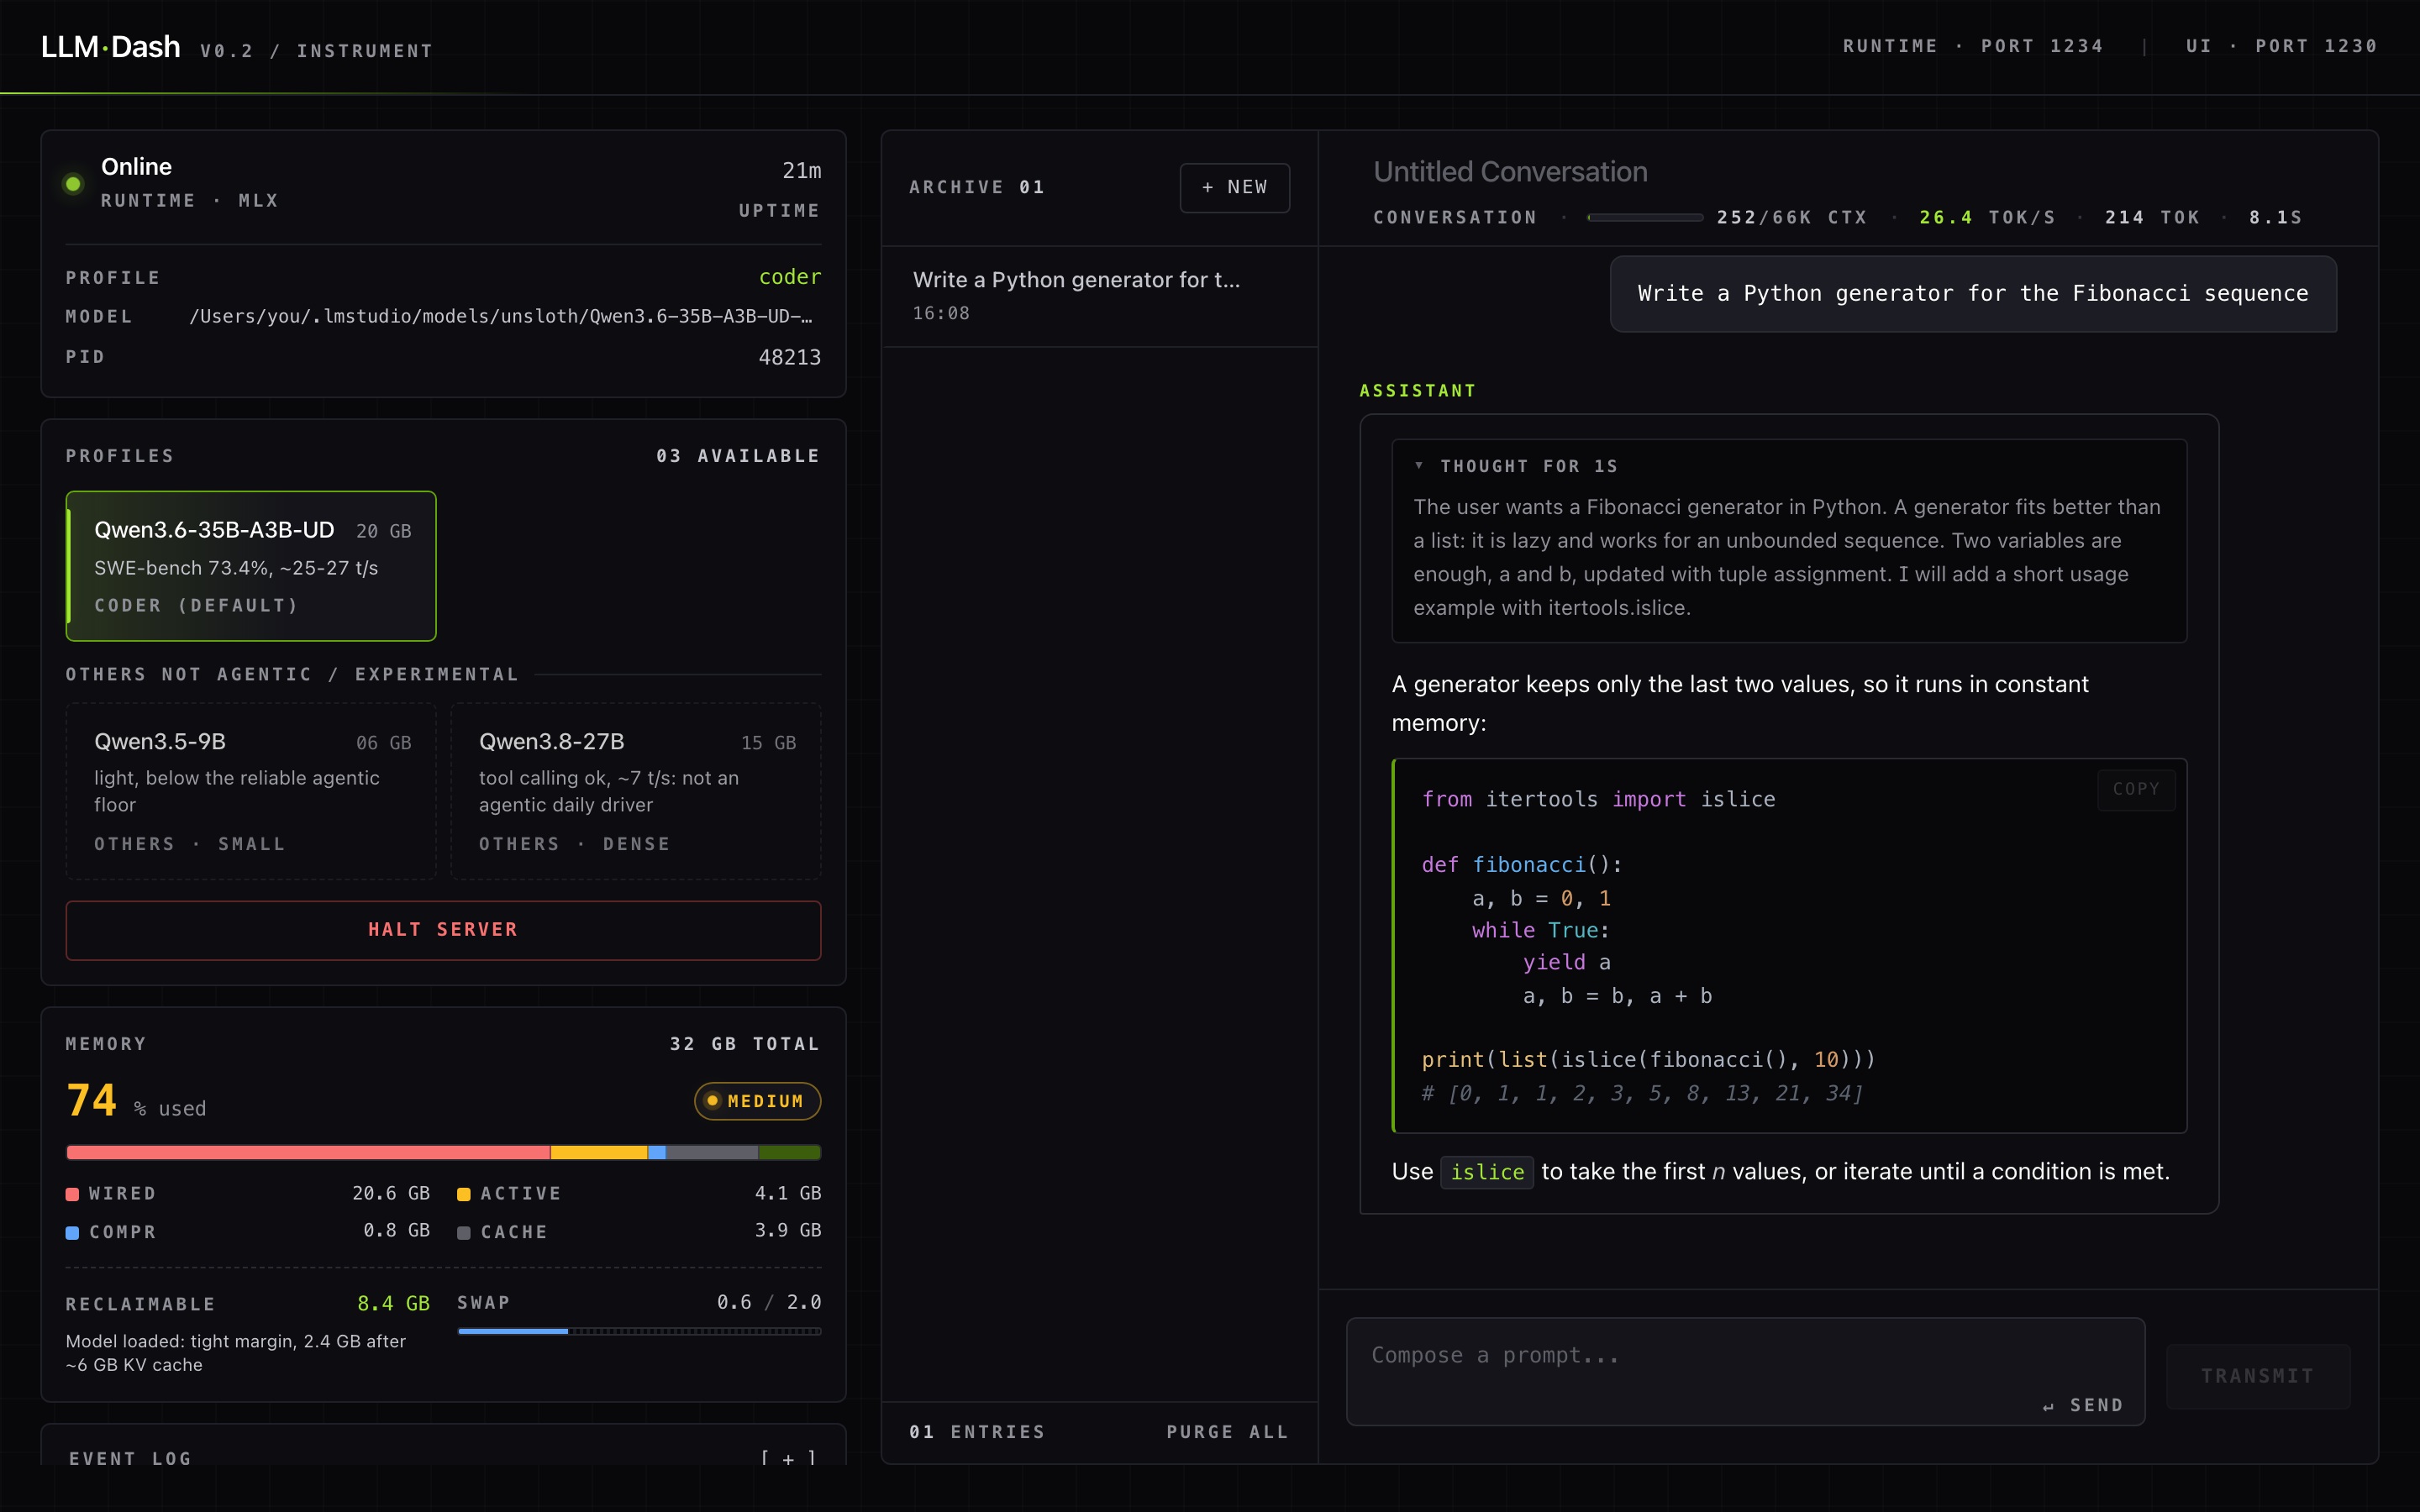 LLM·Dash V0.2 / INSTRUMENT
RUNTIME · PORT 1234 | UI · PORT 1230
Online
RUNTIME · MLX
21m
UPTIME
PROFILE coder
MODEL /Users/you/.lmstudio/models/unsloth/Qwen3.6-35B-A3B-UD-…
PID 48213
PROFILES 03 AVAILABLE
Qwen3.6-35B-A3B-UD 20 GB
SWE-bench 73.4%, ~25-27 t/s
CODER (DEFAULT)
OTHERS NOT AGENTIC / EXPERIMENTAL
Qwen3.5-9B 06 GB
light, below the reliable agentic
floor
OTHERS · SMALL
Qwen3.8-27B 15 GB
tool calling ok, ~7 t/s: not an
agentic daily driver
OTHERS · DENSE
HALT SERVER
MEMORY 32 GB TOTAL
74 % used MEDIUM
WIRED 20.6 GB ACTIVE 4.1 GB
COMPR 0.8 GB CACHE 3.9 GB
RECLAIMABLE 8.4 GB
Model loaded: tight margin, 2.4 GB after
~6 GB KV cache
SWAP 0.6 / 2.0
EVENT LOG [ + ]
ARCHIVE 01 + NEW
Write a Python generator for t...
16:08
01 ENTRIES PURGE ALL
Untitled Conversation
CONVERSATION · 252/66K CTX · 26.4 TOK/S · 214 TOK · 8.1S
Write a Python generator for the Fibonacci sequence
ASSISTANT
▼ THOUGHT FOR 1S
The user wants a Fibonacci generator in Python. A generator fits better than
a list: it is lazy and works for an unbounded sequence. Two variables are
enough, a and b, updated with tuple assignment. I will add a short usage
example with itertools.islice.
A generator keeps only the last two values, so it runs in constant
memory:
COPY
from itertools import islice
def fibonacci():
    a, b = 0, 1
    while True:
        yield a
        a, b = b, a + b
print(list(islice(fibonacci(), 10)))
# [0, 1, 1, 2, 3, 5, 8, 13, 21, 34]
Use islice to take the first n values, or iterate until a condition is met.
Compose a prompt...
↵ SEND
TRANSMIT